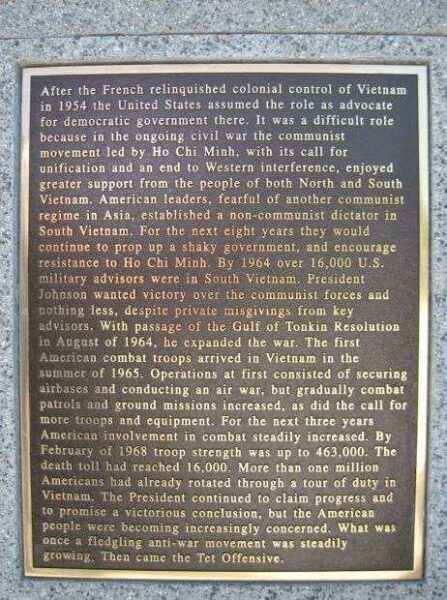 After the French relinquished colonial control of Vietnam
in 1954 the United States assumed the role as advocate
for democratic government there. It was a difficult role
because in the ongoing civil war the communist
movement led by Ho Chi Minh, with its call for
unification and an end to Western interference, enjoyed
greater support from the people of both North and South
Vietnam. American leaders, fearful of another communist
regime in Asia, established a non-communist dictator in
South Vietnam. For the next eight years they would
continue to prop up a shaky government, and encourage
resistance to Ho Chi Minh. By 1964 over 16,000 U.S.
military advisors were in South Vietnam. President
Johnson wanted victory over the communist forces and
nothing less, despite private misgivings from key
advisors. With passage of the Gulf of Tonkin Resolution
in August of 1964, he expanded the war. The first
American combat troops arrived in Vietnam in the
summer of 1965. Operations at first consisted of securing
airbases and conducting an air war, but gradually combat
patrols and ground missions increased, as did the call for
more troops and equipment. For the next three years
American involvement in combat steadily increased. By
February of 1968 troop strength was up to 463,000. The
death toll had reached 16,000. More than one million
Americans had already rotated through a tour of duty in
Vietnam. The President continued to claim progress and
to promise a victorious conclusion, but the American
people were becoming increasingly concerned. What was
once a fledgling anti-war movement was steadily
growing. Then came the Tet Offensive.